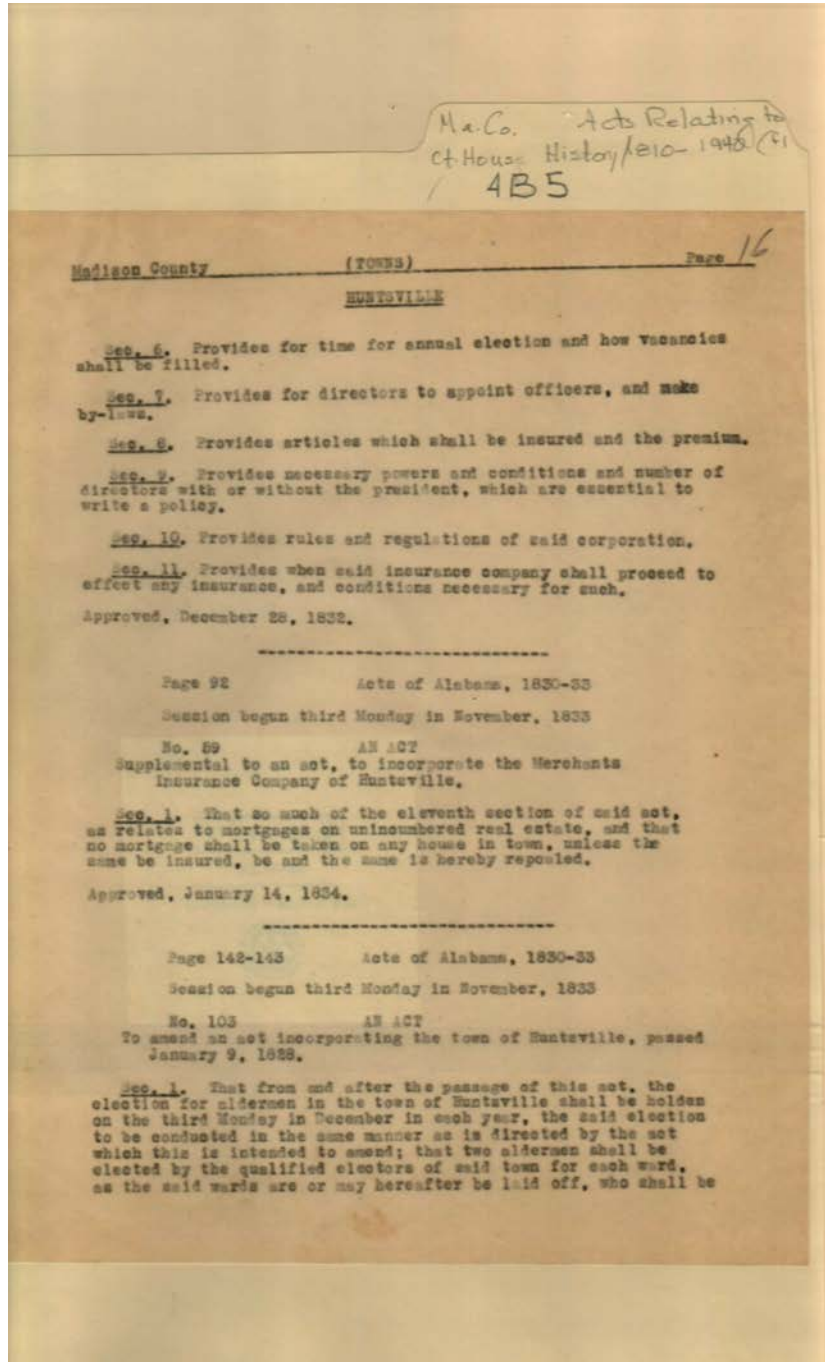 Ma. Co. Acts Relating to
Ct. House History 1810-1940
4B5
Madison County (TOWNS) Page 16
HUNTSVILLE
Sec. 6. Provides for time for annual election and how vacancies
shall be filled.
Sec. 7. Provides for directors to appoint officers, and make
by-laws.
Sec. 8. Provides articles which shall be insured and the premium.
Sec. 9. Provides necessary powers and conditions and number of
directors with or without the president, which are essential to
write a policy.
Sec. 10. Provides rules and regulations of said corporation.
Sec. 11. Provides when said insurance company shall proceed to
effect any insurance, and conditions necessary for such.
Approved, December 28, 1832.
Page 92 Acts of Alabama, 1830-33
Session begun third Monday in November, 1833
No. 59 AN ACT
Supplemental to an act, to incorporate the Merchants
Insurance Company of Huntsville.
Sec. 1. That so much of the eleventh section of said act,
as relates to mortgages on unincumbered real estate, and that
no mortgage shall be taken on any house in town, unless the
same be insured, be and the same is hereby repealed.
Approved, January 14, 1834.
Page 142-143 Acts of Alabama, 1830-33
Session begun third Monday in November, 1833
No. 103 AN ACT
To amend an act incorporating the town of Huntsville, passed
January 9, 1828.
Sec. 1. That from and after the passage of this act, the
election for aldermen in the town of Huntsville shall be holden
on the third Monday in December in each year, the said election
to be conducted in the same manner as is directed by the act
which this is intended to amend; that two aldermen shall be
elected by the qualified electors of said town for each ward,
as the said wards are or may hereafter be laid off, who shall be